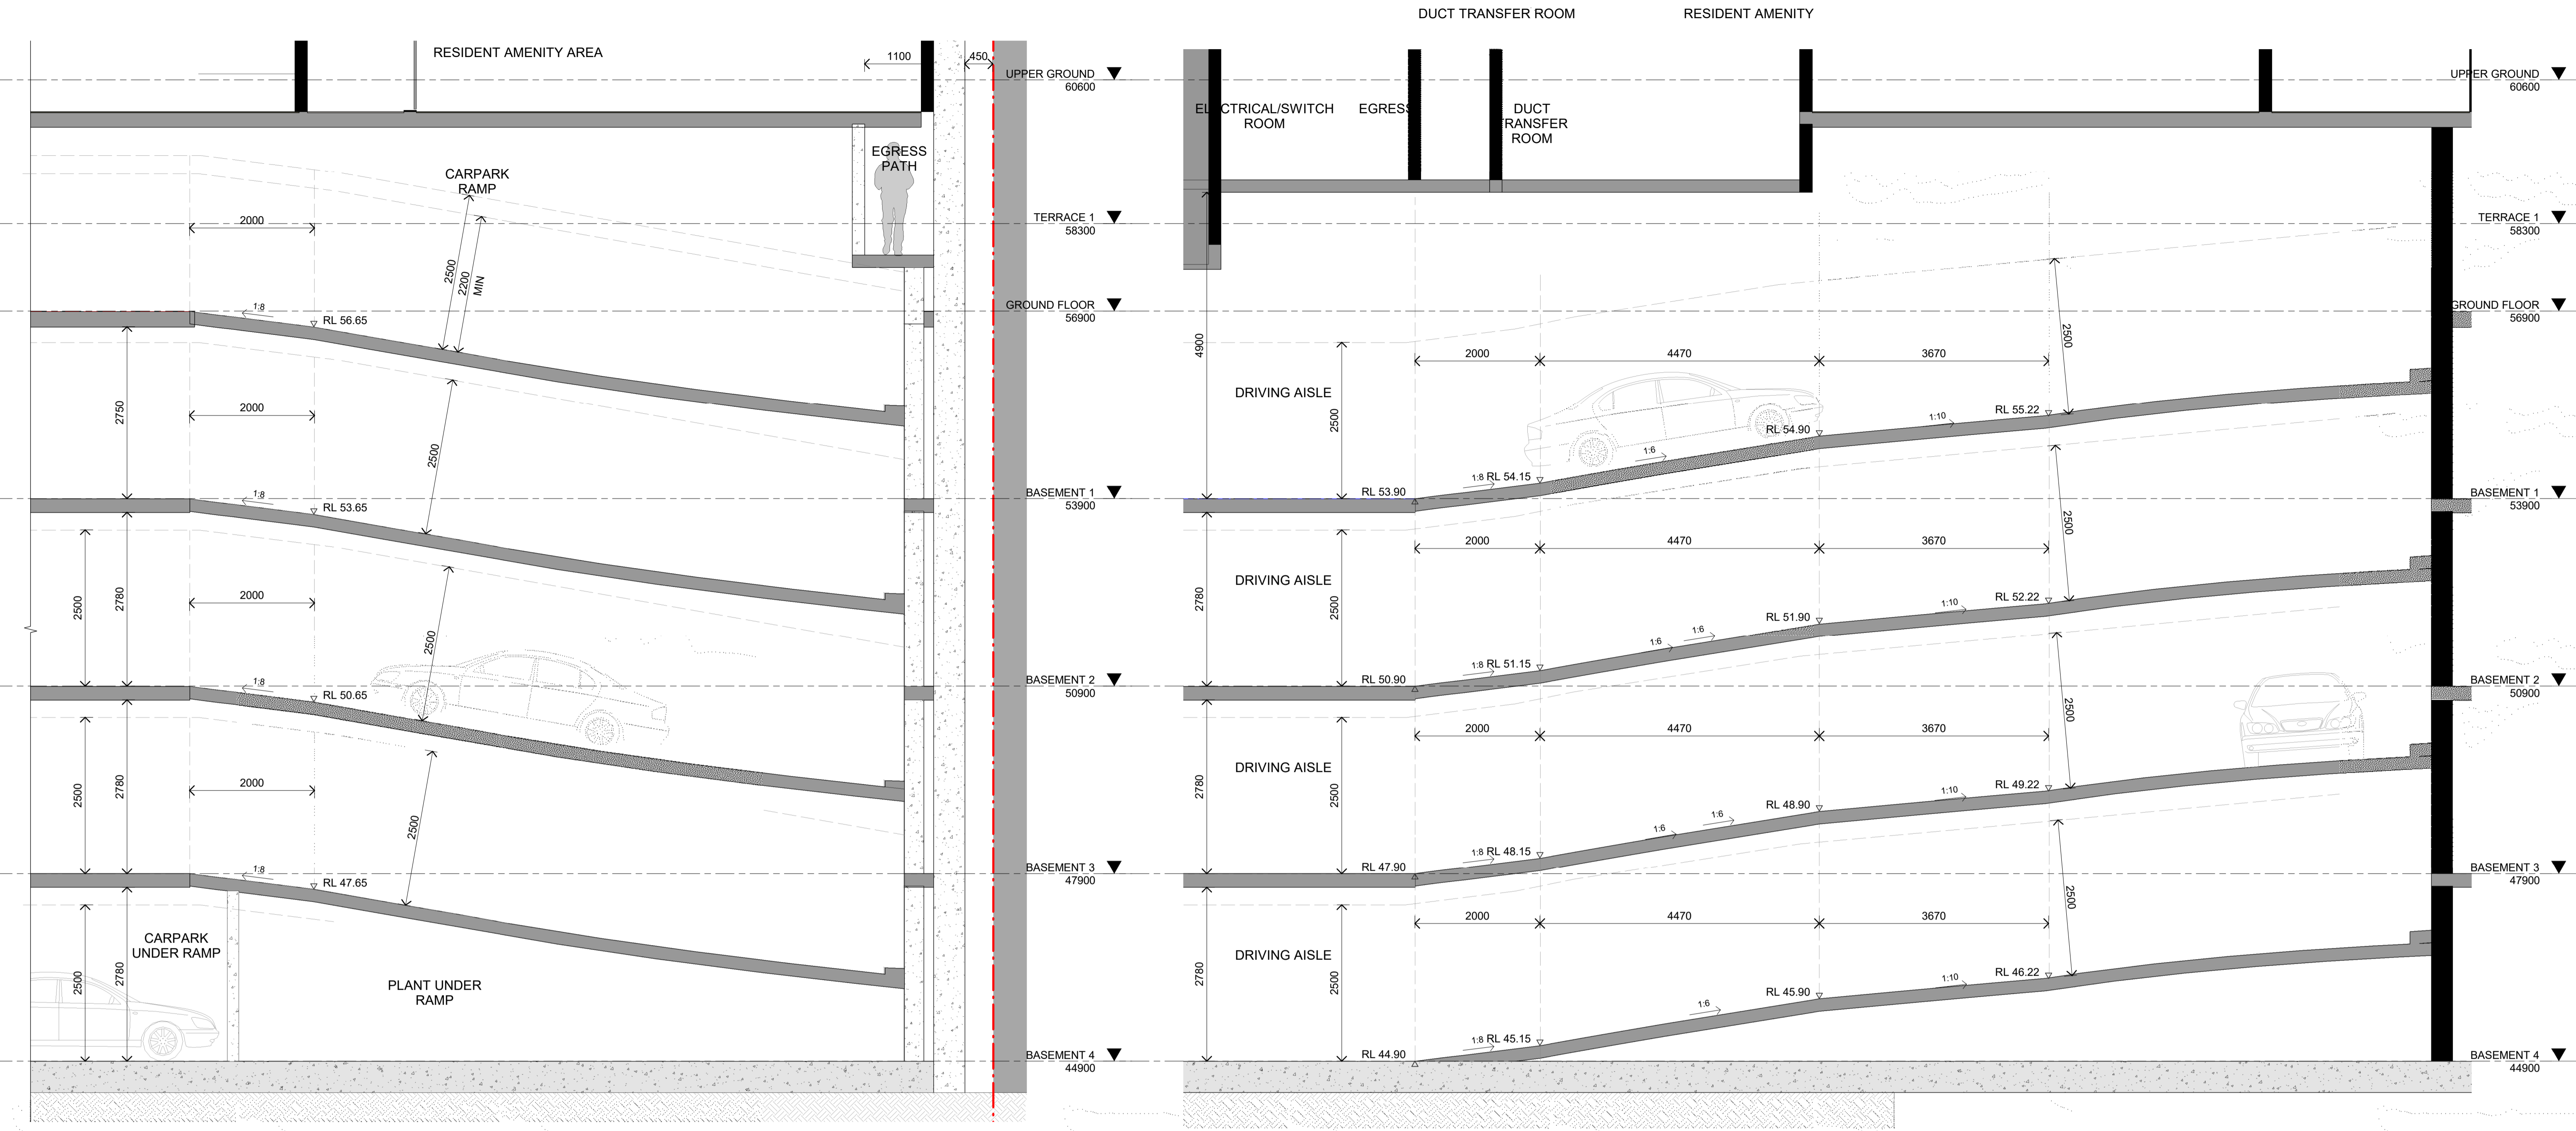 DUCT TRANSFER ROOM
RESIDENT AMENITY
RESIDENT AMENITY AREA
1100
450
UPPER GROUND
60600
EGRESS
PATH
CARPARK
RAMP
2000
TERRACE 1
58300
2500
2200
MIN
1:8
RL 56.65
GROUND FLOOR
56900
2750
2000
2500
1:8
RL 53.65
BASEMENT 1
53900
2500
2780
2000
2500
1:8
RL 50.65
BASEMENT 2
50900
2500
2780
2000
2500
1:8
RL 47.65
BASEMENT 3
47900
CARPARK
UNDER RAMP
2500
2780
PLANT UNDER
RAMP
BASEMENT 4
44900
ELECTRICAL/SWITCH
ROOM
EGRESS
DUCT
TRANSFER
ROOM
UPPER GROUND
60600
TERRACE 1
58300
GROUND FLOOR
56900
4900
2500
2000
4470
3670
2500
DRIVING AISLE
RL 55.22
1:10
RL 54.90
1:6
1:8 RL 54.15
RL 53.90
BASEMENT 1
53900
2780
2500
2000
4470
3670
2500
DRIVING AISLE
RL 52.22
1:10
RL 51.90
1:6
1:6
1:8 RL 51.15
RL 50.90
BASEMENT 2
50900
2780
2500
2000
4470
3670
2500
DRIVING AISLE
RL 49.22
1:10
RL 48.90
1:6
1:6
1:8 RL 48.15
RL 47.90
BASEMENT 3
47900
2780
2500
2000
4470
3670
2500
DRIVING AISLE
RL 46.22
1:10
RL 45.90
1:6
1:8 RL 45.15
RL 44.90
BASEMENT 4
44900